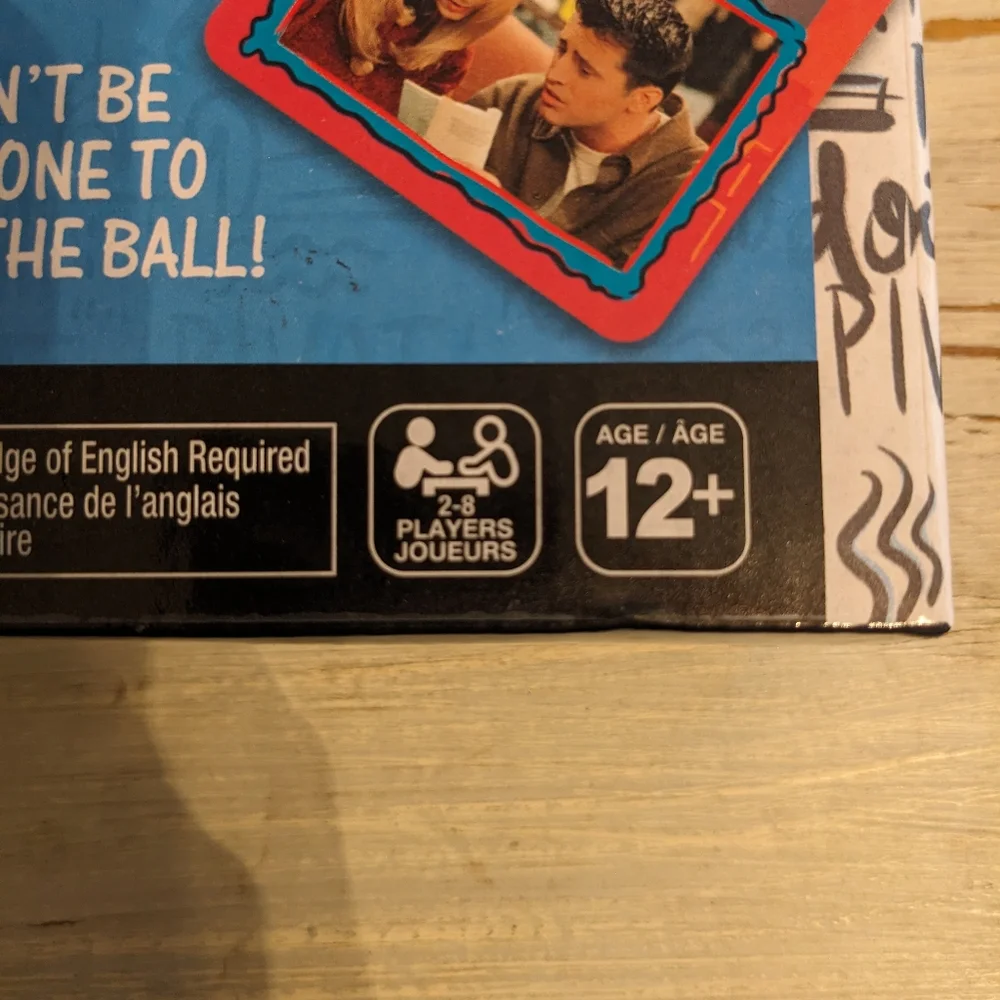 N'T BE
ONE TO
THE BALL!
dge of English Required
sance de l'anglais
ire
2-8
PLAYERS
JOUEURS
AGE / ÂGE
12+